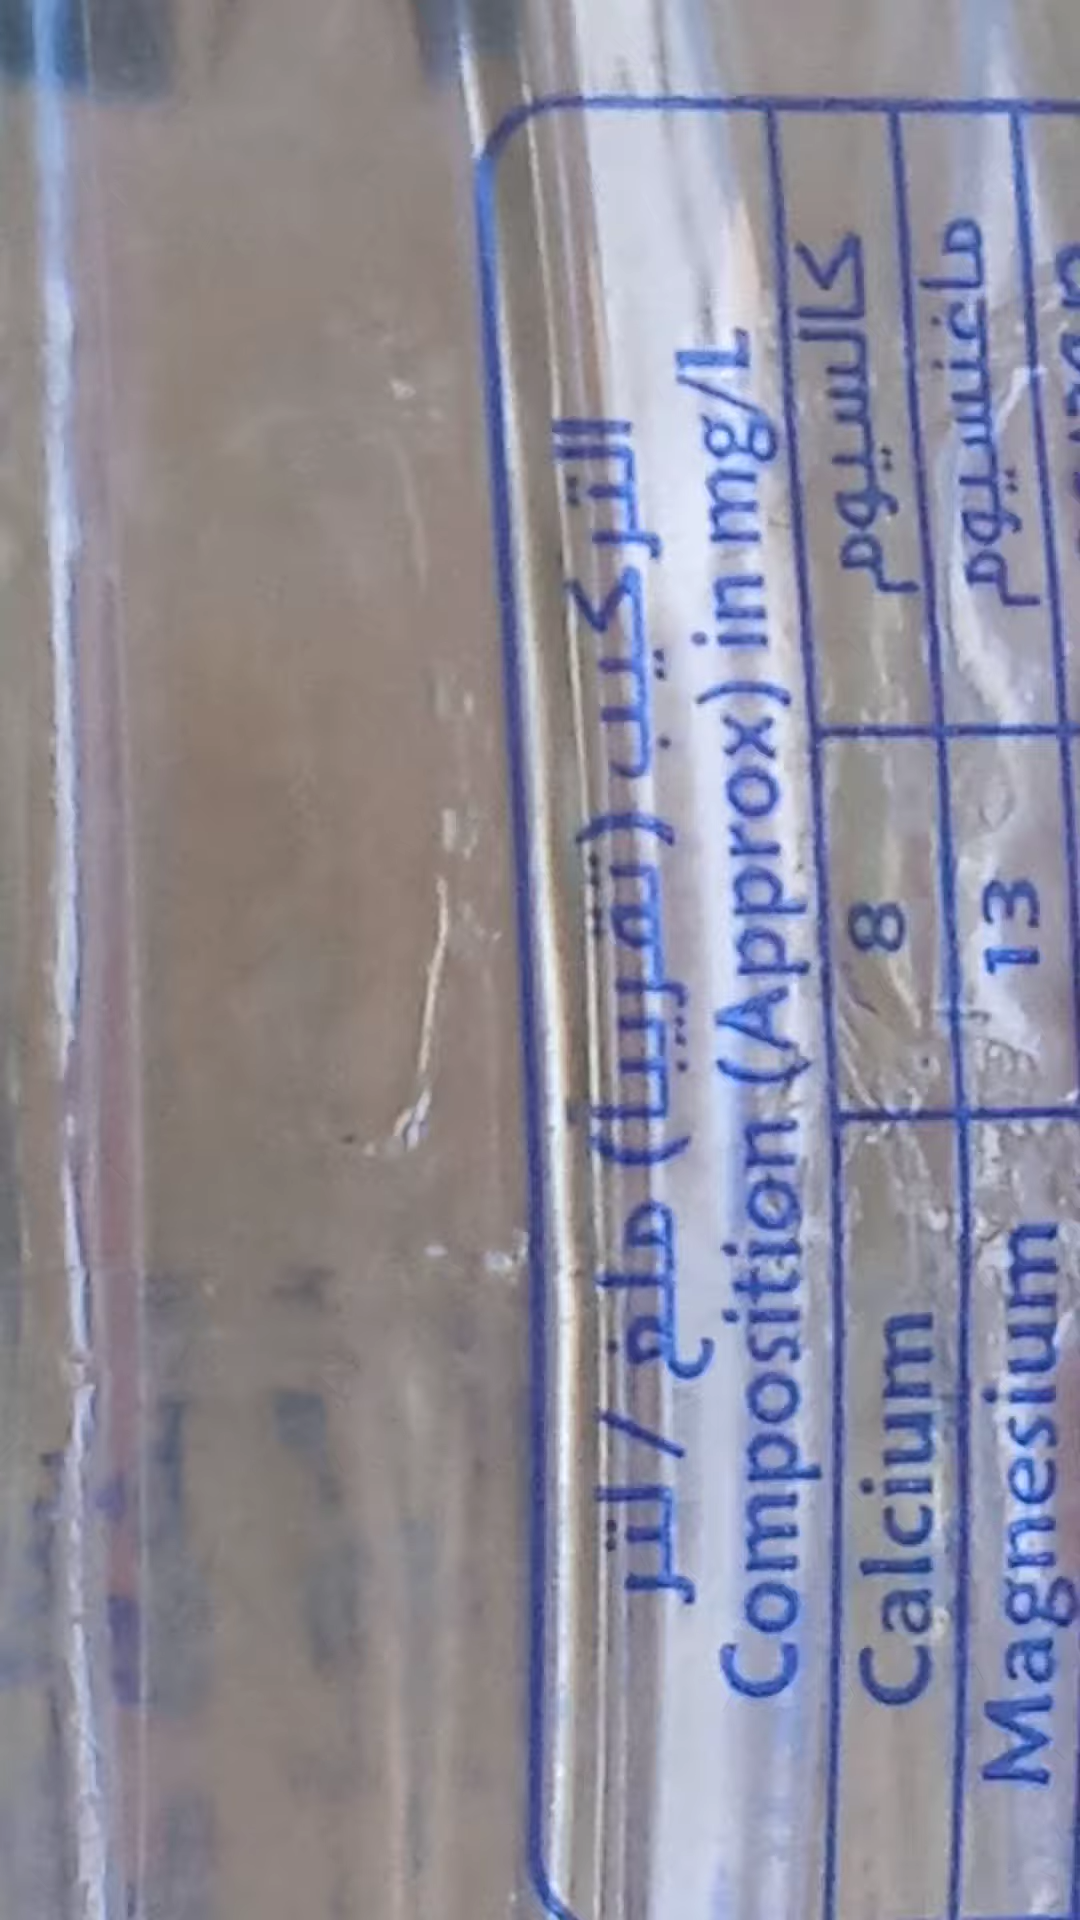 التركيب (تقريبا) ملغ / لتر
Composition (Approx) in mg/L
Calcium 8 كالسيوم
Magnesium 13 ماغنسيوم